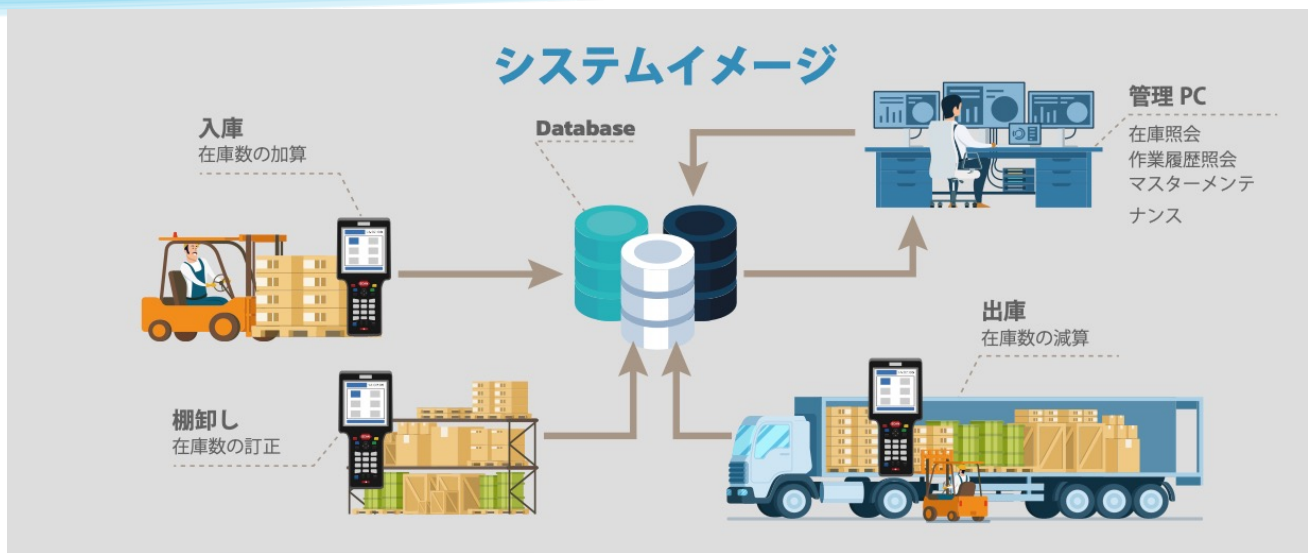 システムイメージ
入庫
在庫数の加算
Database
管理 PC
在庫照会
作業履歴照会
マスターメンテ
ナンス
出庫
在庫数の減算
棚卸し
在庫数の訂正